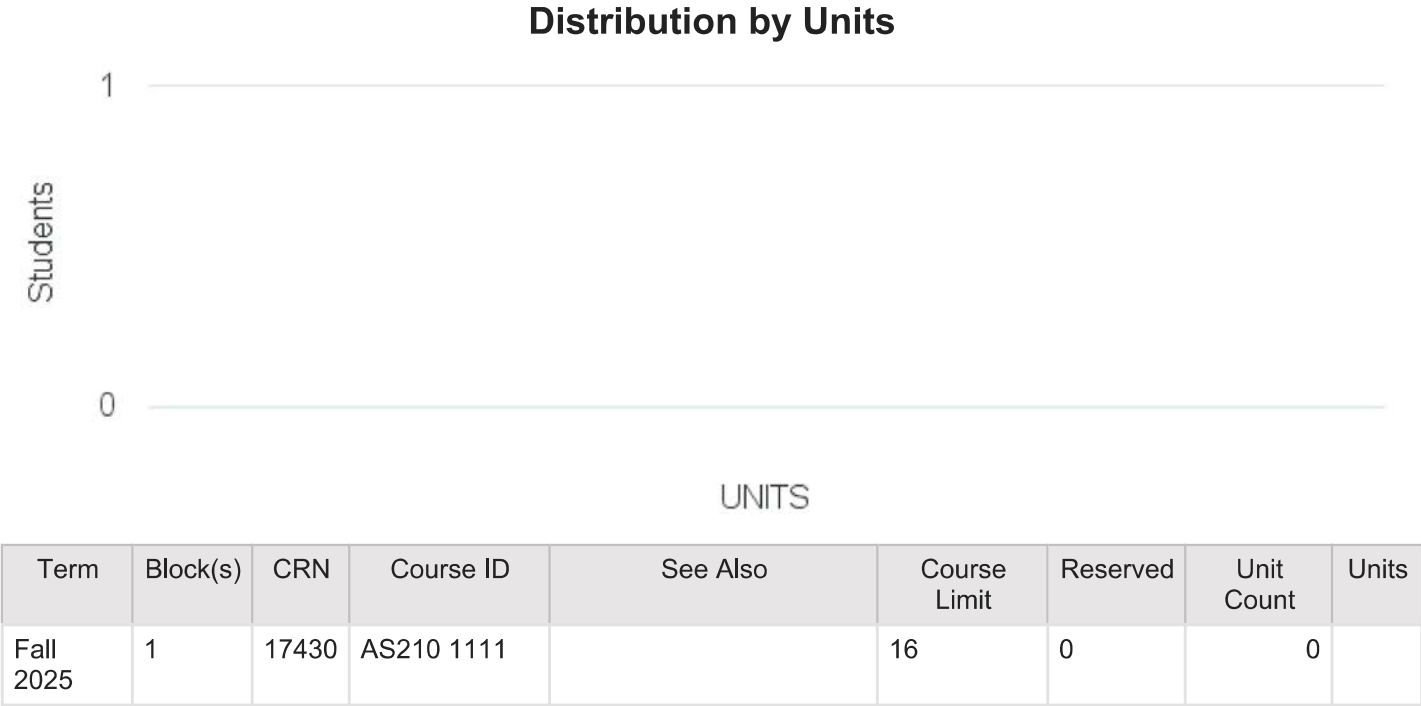 Distribution by Units
1
Students
0
UNITS
Term Block(s) CRN Course ID See Also Course Limit Reserved Unit Count Units
Fall 2025 1 17430 AS210 1111 16 0 0